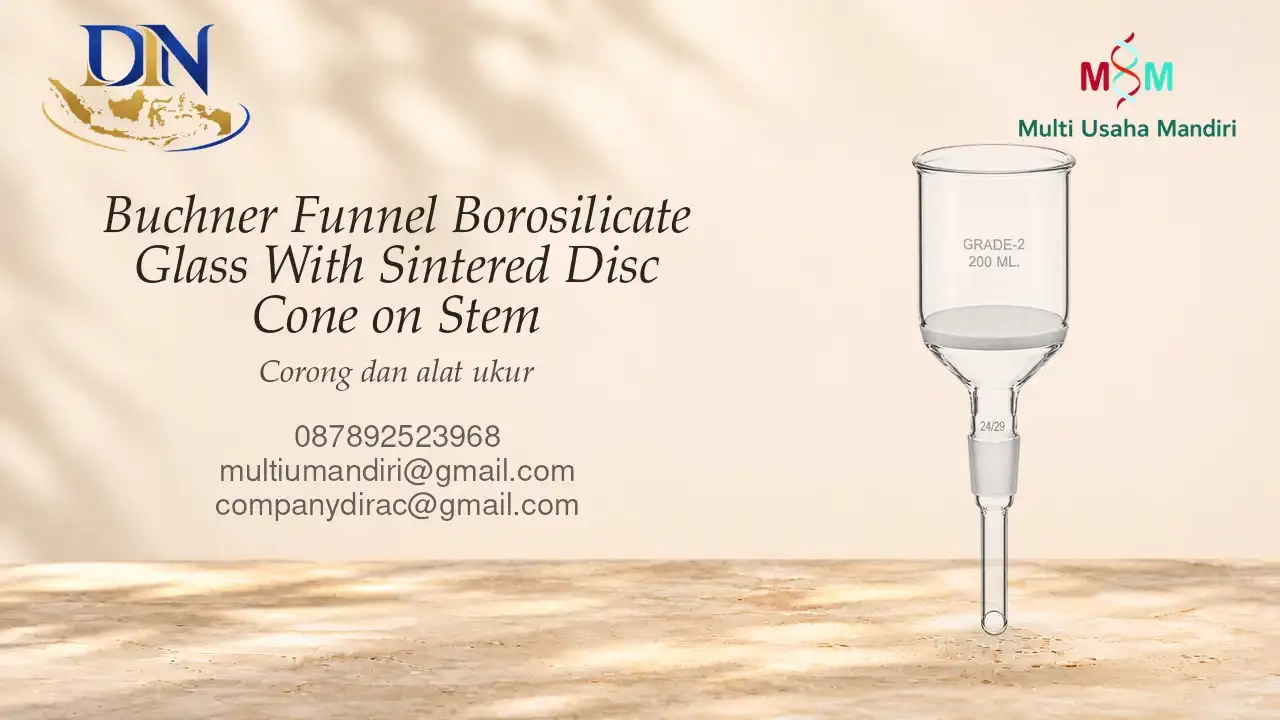 DIN
MSM
Multi Usaha Mandiri
Buchner Funnel Borosilicate
Glass With Sintered Disc
Cone on Stem
Corong dan alat ukur
087892523968
multiumandiri@gmail.com
companydirac@gmail.com
GRADE-2
200 ML.
24/29